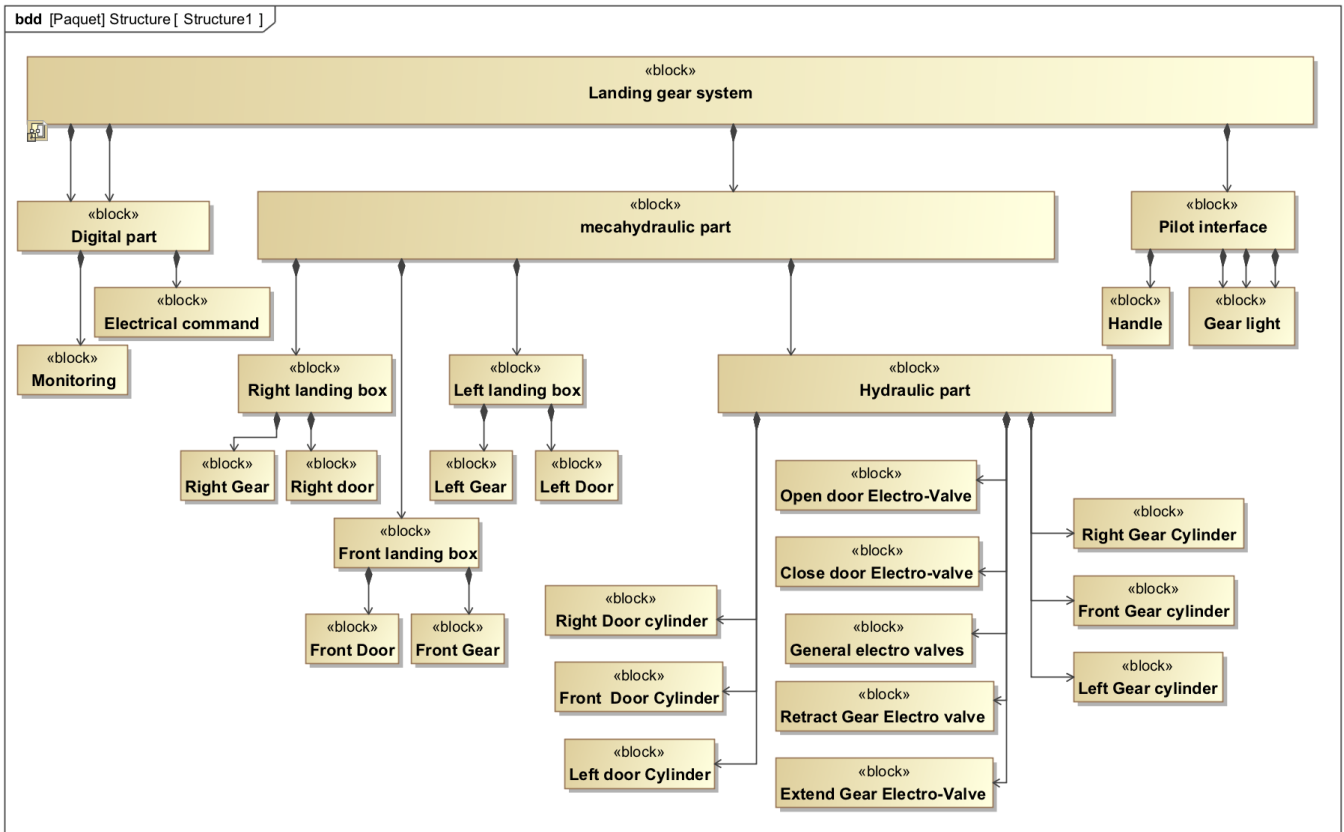 bdd [Paquet] Structure [ Structure1 ]
«block»
Landing gear system
«block»
Digital part
«block»
mecahydraulic part
«block»
Pilot interface
«block»
Electrical command
«block»
Handle
«block»
Gear light
«block»
Monitoring
«block»
Right landing box
«block»
Left landing box
«block»
Hydraulic part
«block»
Right Gear
«block»
Right door
«block»
Left Gear
«block»
Left Door
«block»
Open door Electro-Valve
«block»
Right Gear Cylinder
«block»
Front landing box
«block»
Close door Electro-valve
«block»
Front Gear cylinder
«block»
Right Door cylinder
«block»
Front Door
«block»
Front Gear
«block»
General electro valves
«block»
Left Gear cylinder
«block»
Front  Door Cylinder
«block»
Retract Gear Electro valve
«block»
Left door Cylinder
«block»
Extend Gear Electro-Valve